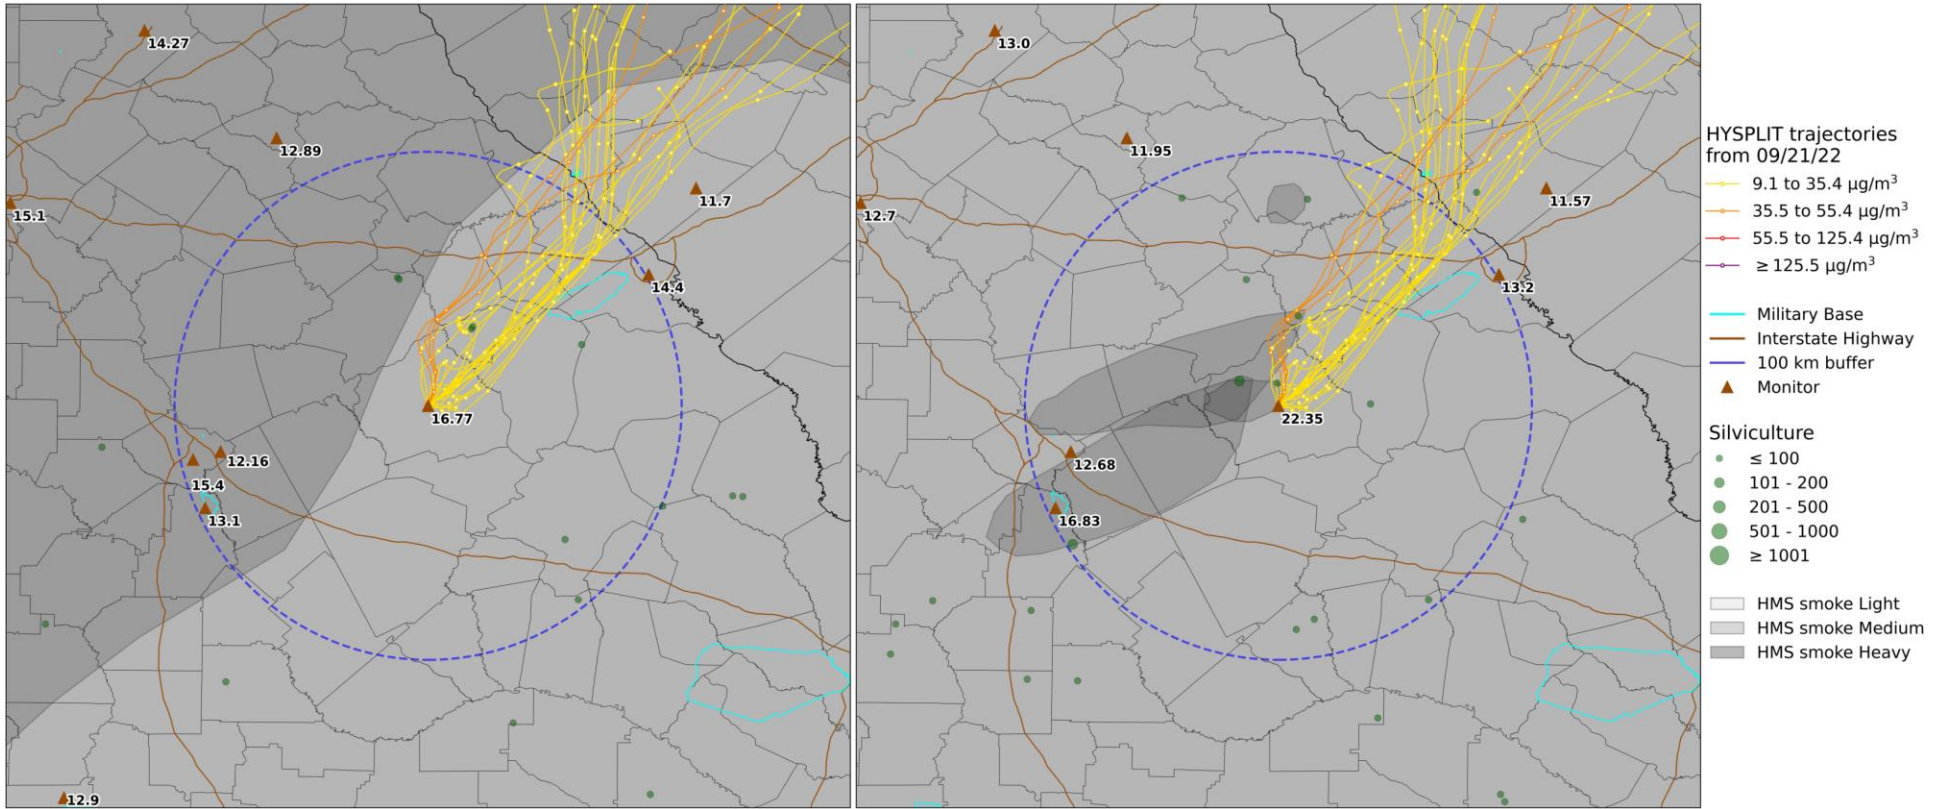 14.27
12.89
15.1
11.7
14.4
16.77
12.16
15.4
13.1
12.9
13.0
11.95
12.7
11.57
13.2
22.35
12.68
16.83
HYSPLIT trajectories
from 09/21/22
9.1 to 35.4 µg/m³
35.5 to 55.4 µg/m³
55.5 to 125.4 µg/m³
≥ 125.5 µg/m³
Military Base
Interstate Highway
100 km buffer
Monitor
Silviculture
≤ 100
101 - 200
201 - 500
501 - 1000
≥ 1001
HMS smoke Light
HMS smoke Medium
HMS smoke Heavy